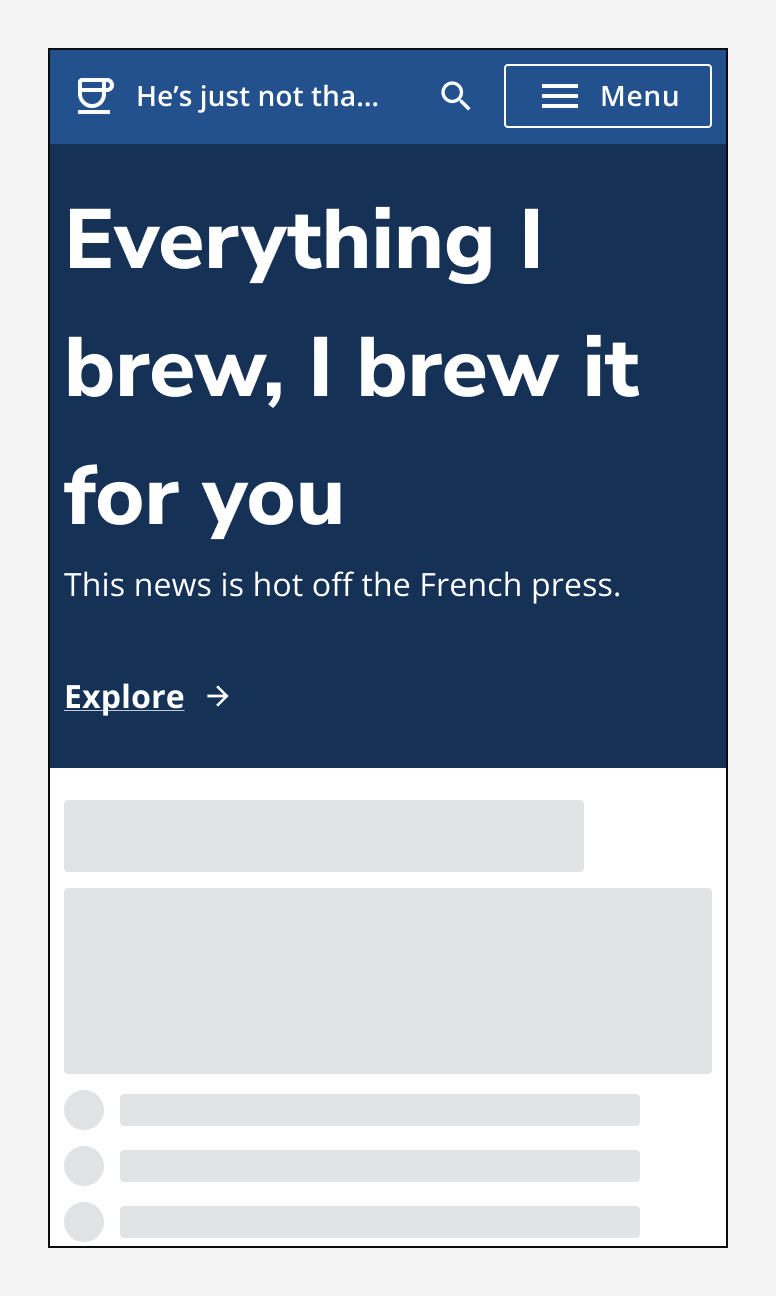 He’s just not tha...
Menu
Everything I
brew, I brew it
for you
This news is hot off the French press.
Explore